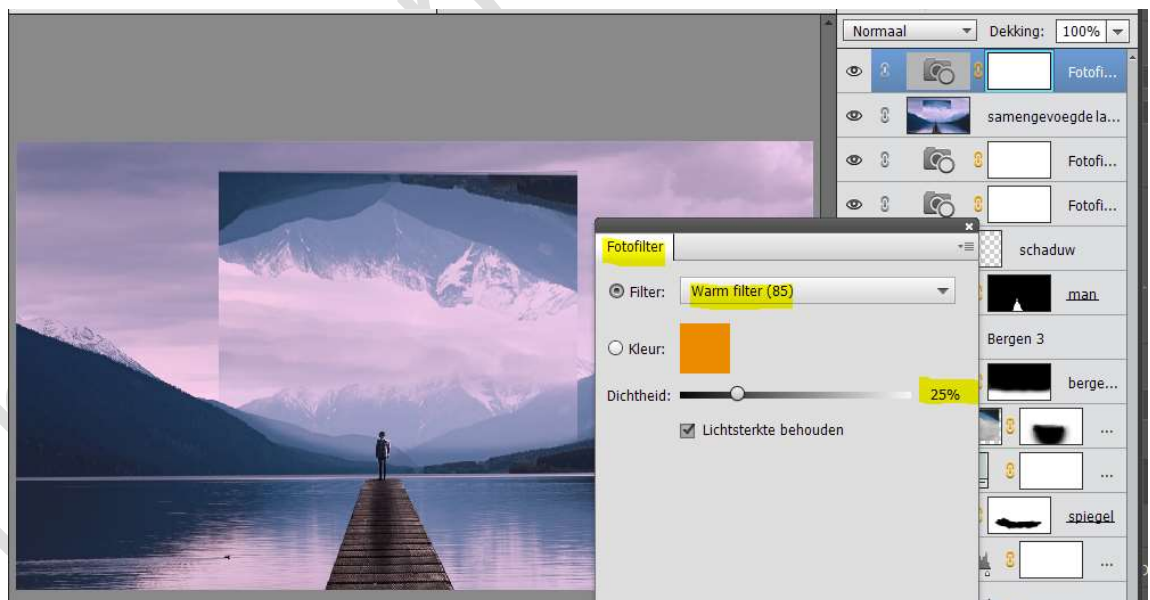 Normaal Dekking: 100%
Fotofi...
samengevoegde la...
Fotofi...
Fotofi...
Fotofilter
schaduw
Filter: Warm filter (85)
man
Kleur:
Bergen 3
Dichtheid: 25%
berge...
Lichtsterkte behouden
...
...
spiegel
...